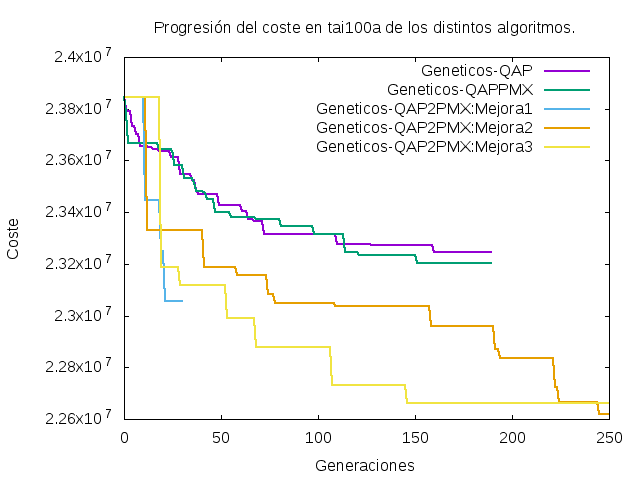 Progresión del coste en tai100a de los distintos algoritmos.
2.4x10^7
2.38x10^7
2.36x10^7
2.34x10^7
2.32x10^7
2.3x10^7
2.28x10^7
2.26x10^7
Coste
Geneticos-QAP
Geneticos-QAPPMX
Geneticos-QAP2PMX:Mejora1
Geneticos-QAP2PMX:Mejora2
Geneticos-QAP2PMX:Mejora3
0 50 100 150 200 250
Generaciones